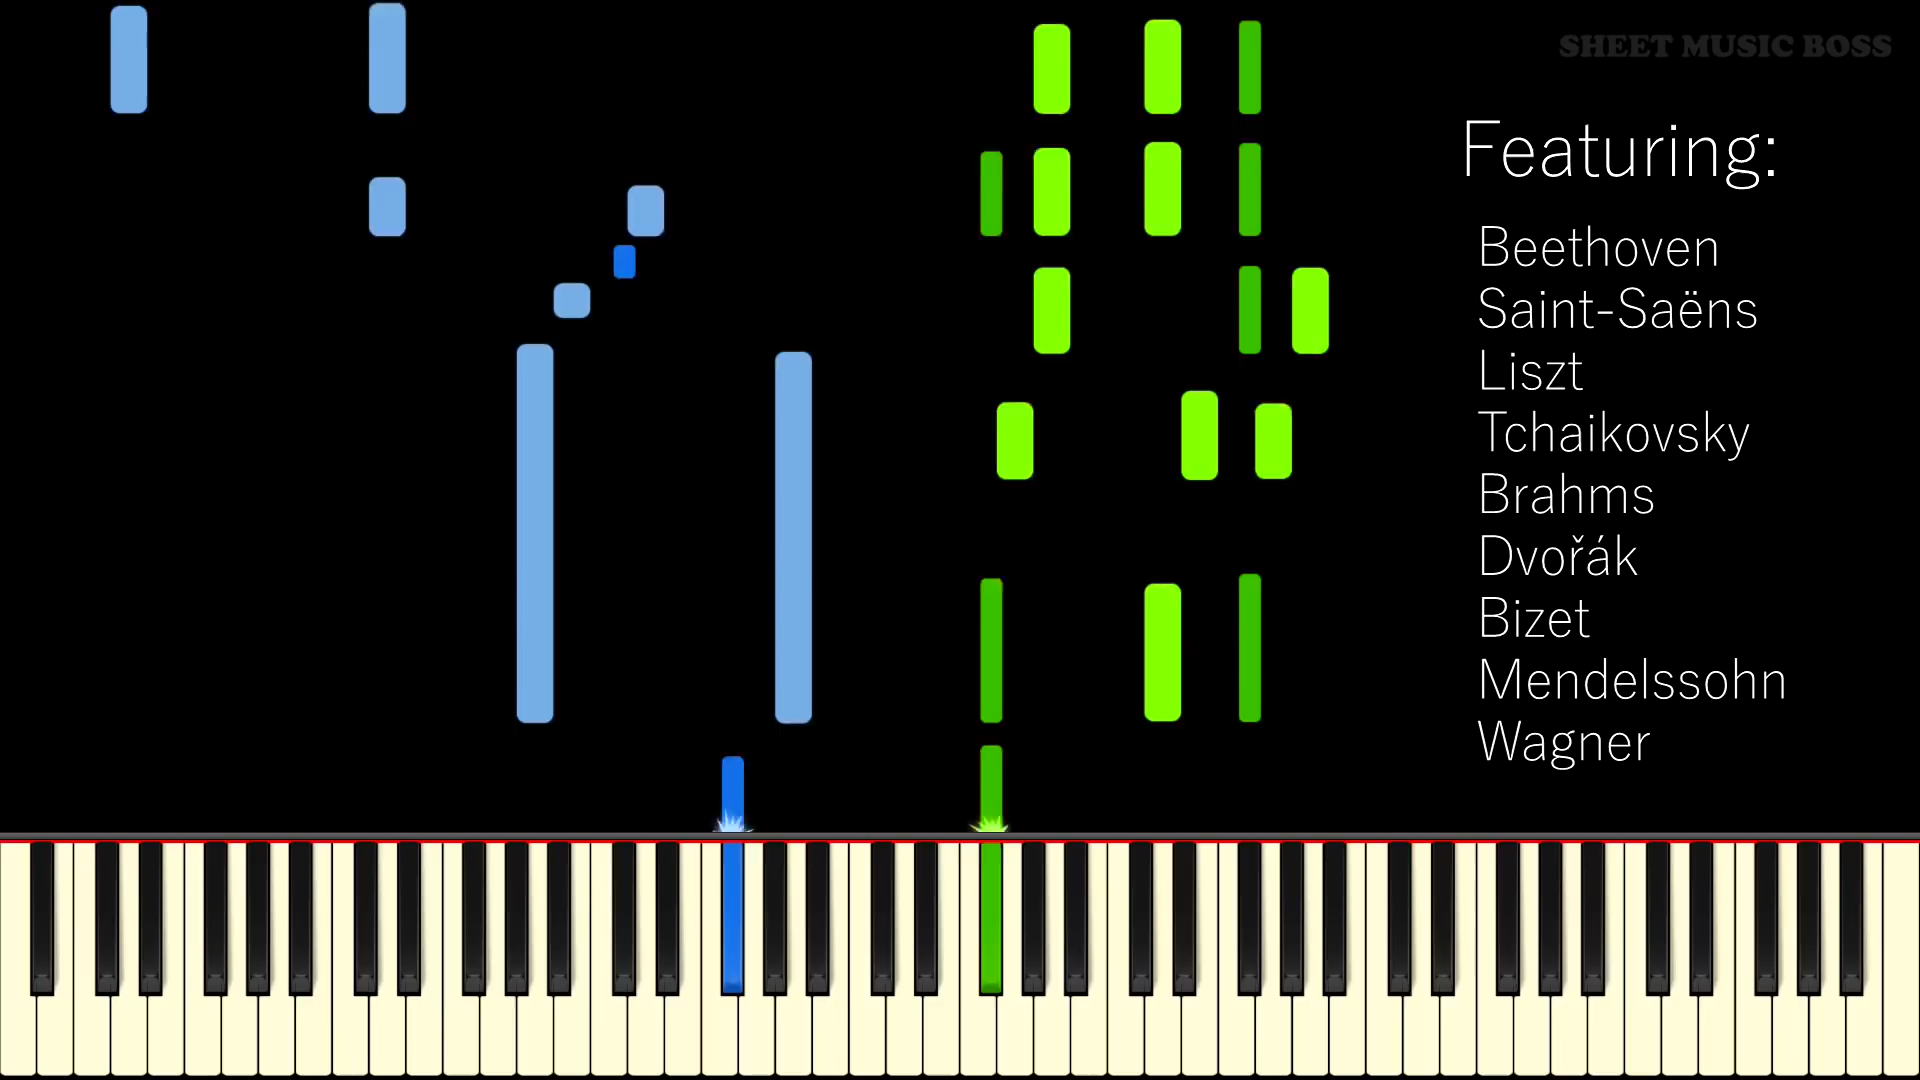 SHEET MUSIC BOSS
Featuring:
Beethoven
Saint-Saëns
Liszt
Tchaikovsky
Brahms
Dvořák
Bizet
Mendelssohn
Wagner